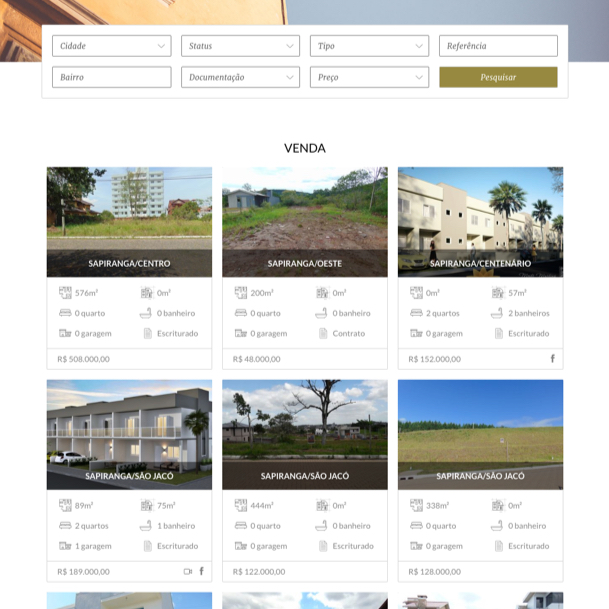 Cidade
Status
Tipo
Referência
Bairro
Documentação
Preço
Pesquisar
VENDA
SAPIRANGA/CENTRO
576m²
0m²
0 quarto
0 banheiro
0 garagem
Escriturado
R$ 508.000,00
SAPIRANGA/OESTE
200m²
0m²
0 quarto
0 banheiro
0 garagem
Contrato
R$ 48.000,00
SAPIRANGA/CENTENÁRIO
0m²
57m²
2 quartos
2 banheiros
0 garagem
Escriturado
R$ 152.000,00
SAPIRANGA/SÃO JACÓ
89m²
75m²
2 quartos
1 banheiro
1 garagem
Escriturado
R$ 189.000,00
SAPIRANGA/SÃO JACÓ
444m²
0m²
0 quarto
0 banheiro
0 garagem
Escriturado
R$ 122.000,00
SAPIRANGA/SÃO JACÓ
338m²
0m²
0 quarto
0 banheiro
0 garagem
Escriturado
R$ 128.000,00